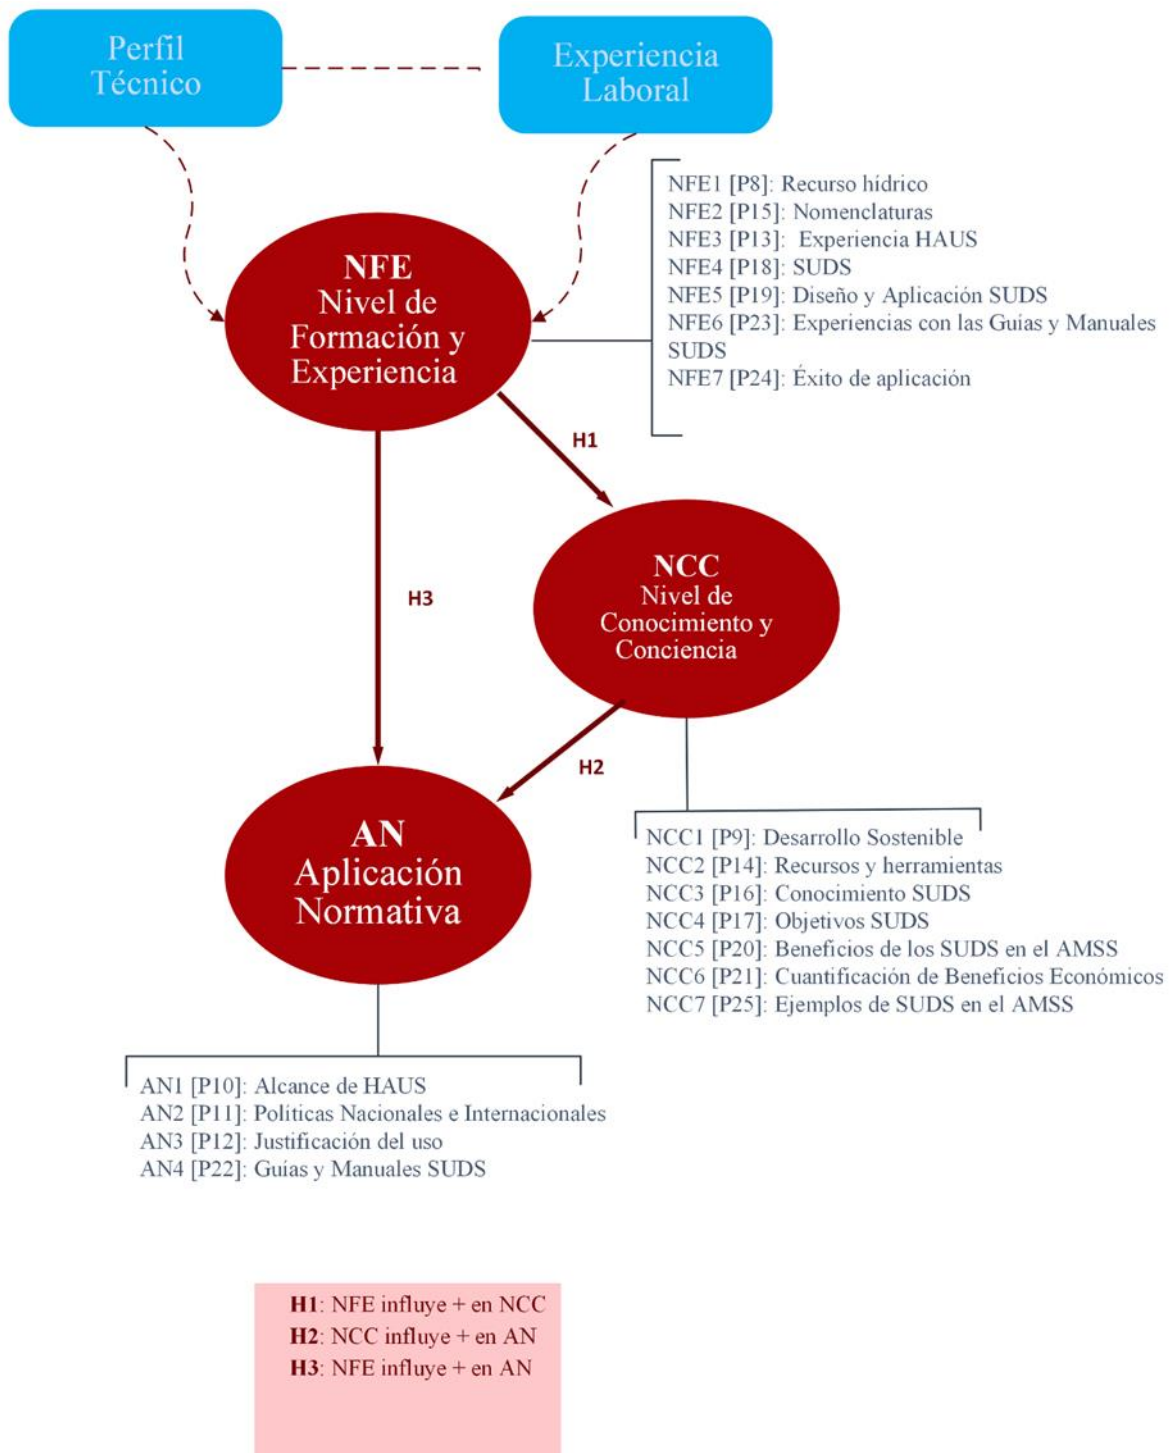 Perfil
Técnico
Experiencia
Laboral
NFE1 [P8]: Recurso hídrico
NFE2 [P15]: Nomenclaturas
NFE3 [P13]: Experiencia HAUS
NFE4 [P18]: SUDS
NFE5 [P19]: Diseño y Aplicación SUDS
NFE6 [P23]: Experiencias con las Guías y Manuales
SUDS
NFE7 [P24]: Éxito de aplicación
NFE
Nivel de
Formación y
Experiencia
H1
H3
NCC
Nivel de
Conocimiento y
Conciencia
H2
AN
Aplicación
Normativa
NCC1 [P9]: Desarrollo Sostenible
NCC2 [P14]: Recursos y herramientas
NCC3 [P16]: Conocimiento SUDS
NCC4 [P17]: Objetivos SUDS
NCC5 [P20]: Beneficios de los SUDS en el AMSS
NCC6 [P21]: Cuantificación de Beneficios Económicos
NCC7 [P25]: Ejemplos de SUDS en el AMSS
AN1 [P10]: Alcance de HAUS
AN2 [P11]: Políticas Nacionales e Internacionales
AN3 [P12]: Justificación del uso
AN4 [P22]: Guías y Manuales SUDS
H1: NFE influye + en NCC
H2: NCC influye + en AN
H3: NFE influye + en AN